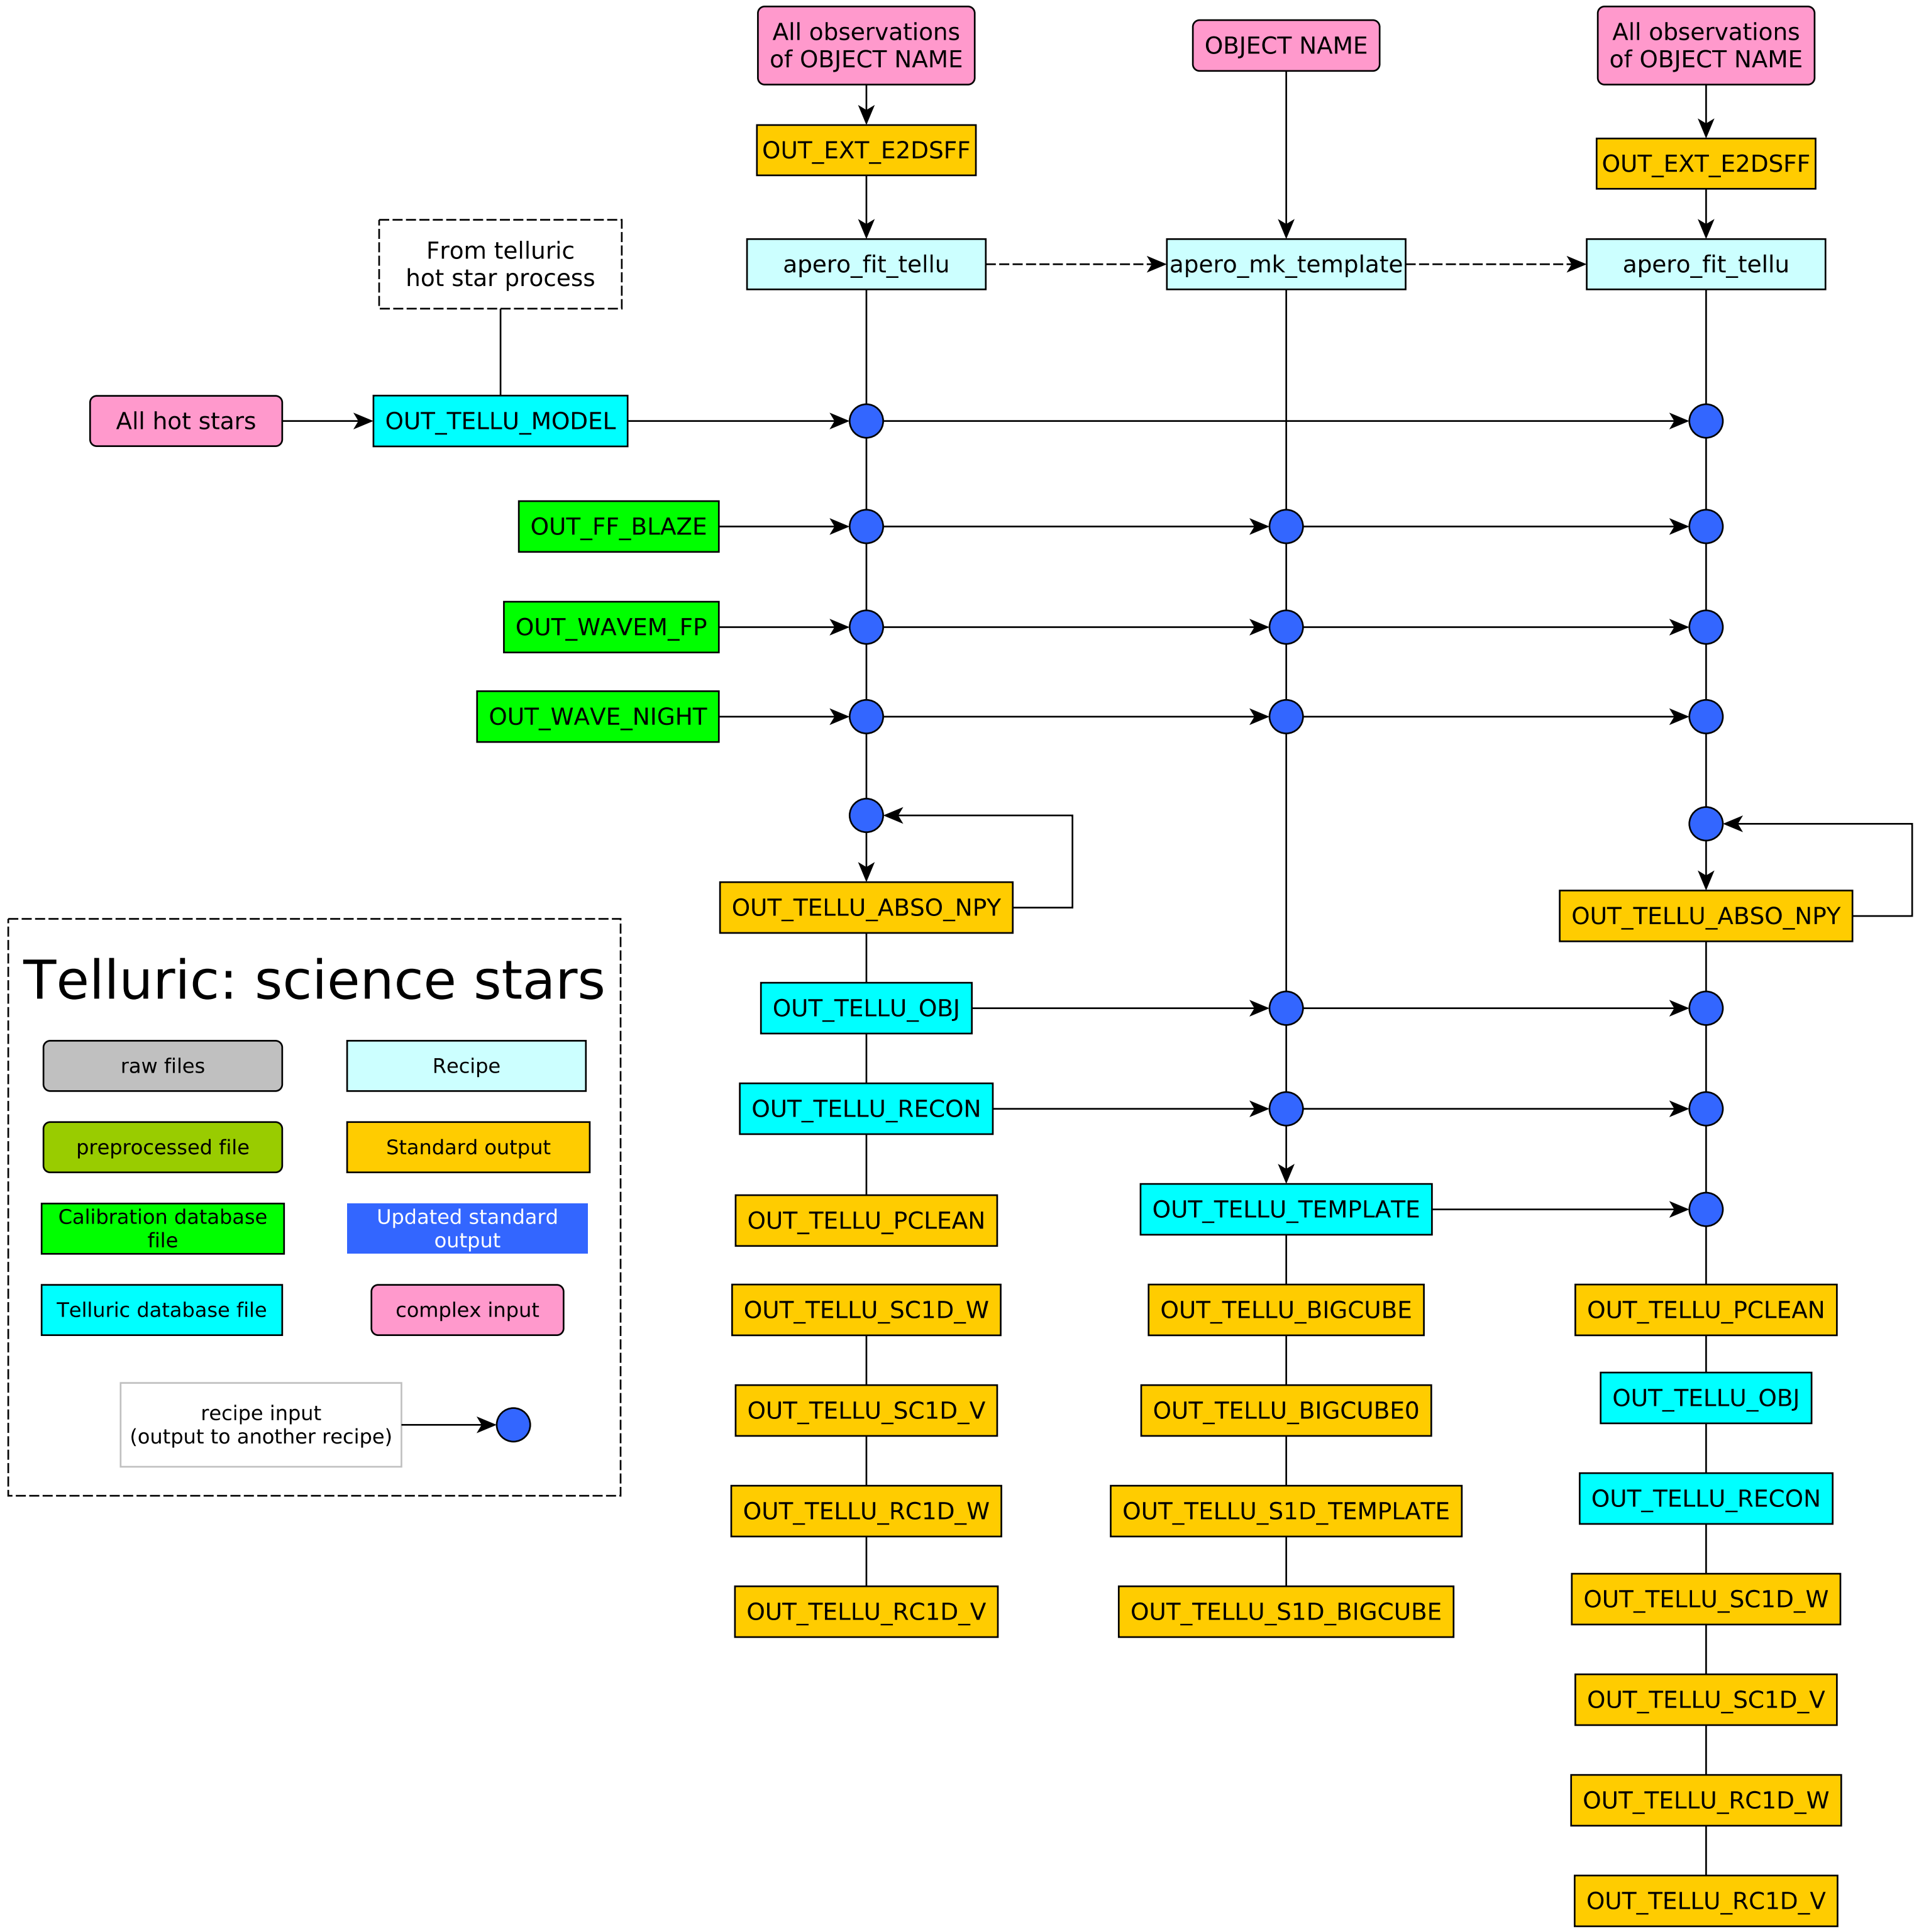 All observations
of OBJECT NAME
OBJECT NAME
All observations
of OBJECT NAME
OUT_EXT_E2DSFF
OUT_EXT_E2DSFF
From telluric
hot star process
apero_fit_tellu
apero_mk_template
apero_fit_tellu
All hot stars
OUT_TELLU_MODEL
OUT_FF_BLAZE
OUT_WAVEM_FP
OUT_WAVE_NIGHT
OUT_TELLU_ABSO_NPY
OUT_TELLU_ABSO_NPY
OUT_TELLU_OBJ
OUT_TELLU_RECON
OUT_TELLU_PCLEAN
OUT_TELLU_TEMPLATE
OUT_TELLU_SC1D_W
OUT_TELLU_BIGCUBE
OUT_TELLU_PCLEAN
OUT_TELLU_SC1D_V
OUT_TELLU_BIGCUBE0
OUT_TELLU_OBJ
OUT_TELLU_RC1D_W
OUT_TELLU_S1D_TEMPLATE
OUT_TELLU_RECON
OUT_TELLU_RC1D_V
OUT_TELLU_S1D_BIGCUBE
OUT_TELLU_SC1D_W
OUT_TELLU_SC1D_V
OUT_TELLU_RC1D_W
OUT_TELLU_RC1D_V
Telluric: science stars
raw files
Recipe
preprocessed file
Standard output
Calibration database
file
Updated standard
output
Telluric database file
complex input
recipe input
(output to another recipe)